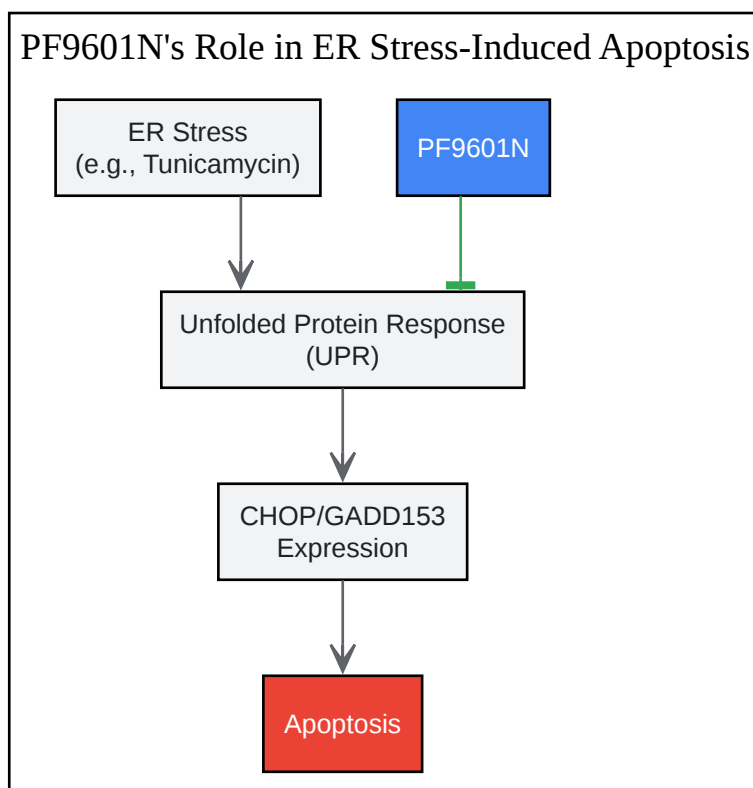 PF9601N's Role in ER Stress-Induced Apoptosis
ER Stress
(e.g., Tunicamycin)
PF9601N
Unfolded Protein Response
(UPR)
CHOP/GADD153
Expression
Apoptosis